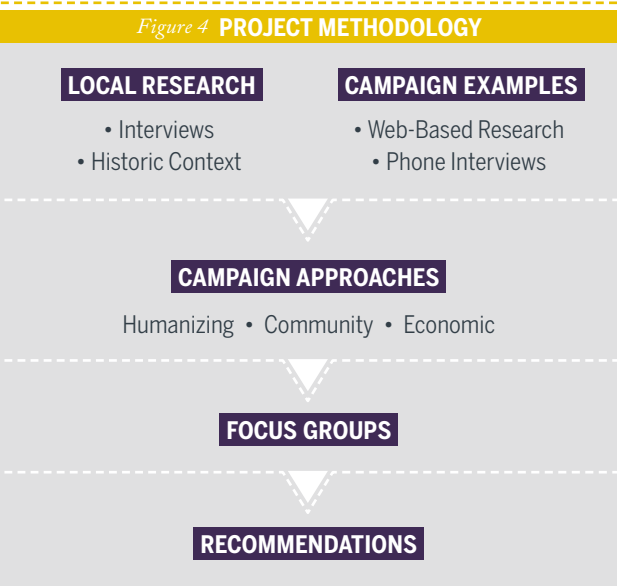 Figure 4 PROJECT METHODOLOGY
LOCAL RESEARCH
• Interviews
• Historic Context
CAMPAIGN EXAMPLES
• Web-Based Research
• Phone Interviews
CAMPAIGN APPROACHES
Humanizing • Community • Economic
FOCUS GROUPS
RECOMMENDATIONS